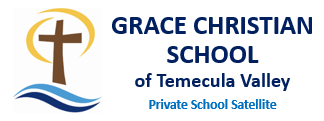 GRACE CHRISTIAN
SCHOOL
of Temecula Valley
Private School Satellite